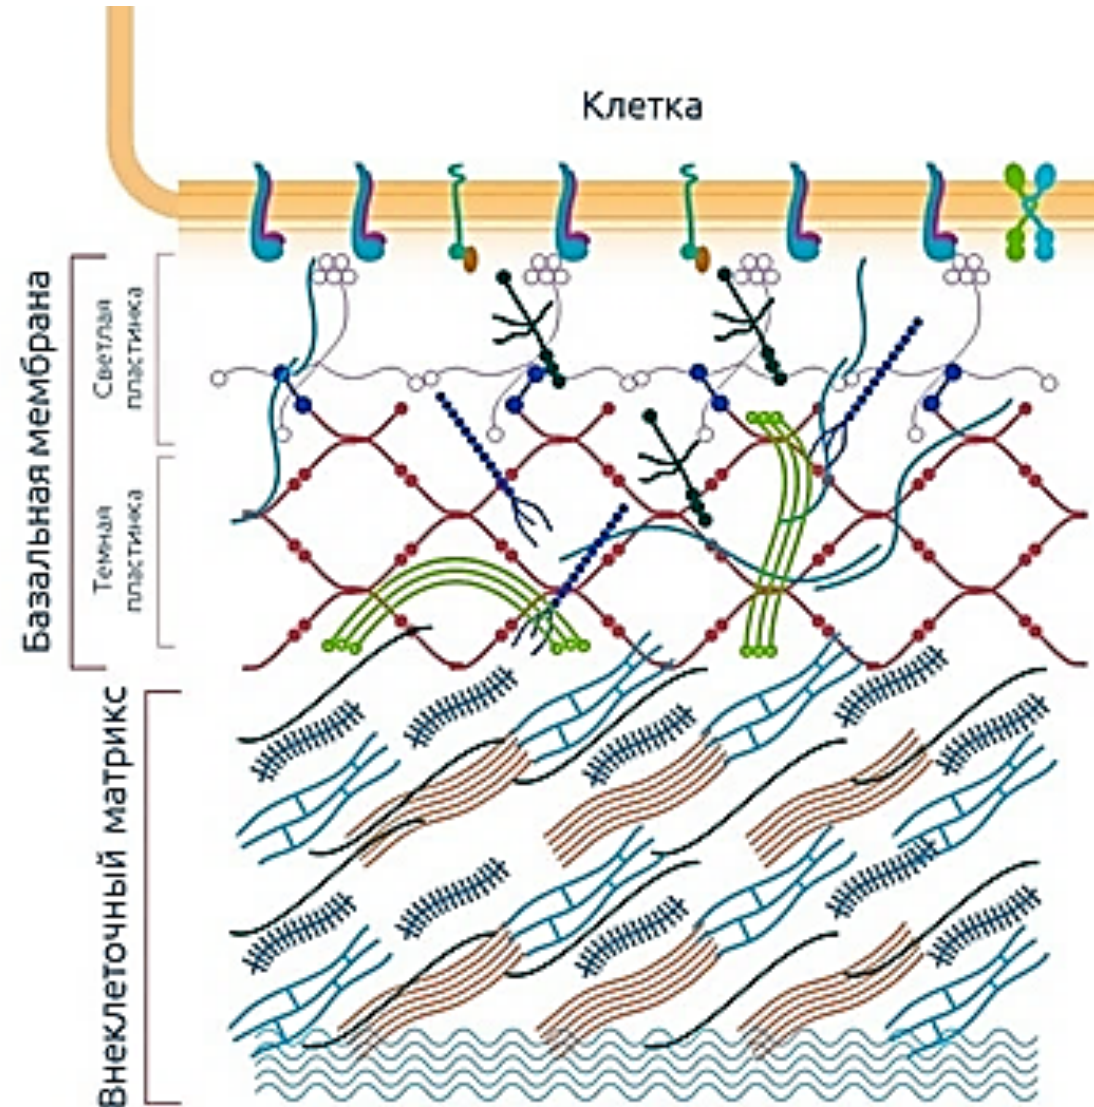 Клетка
Базальная мембрана
Светлая
пластинка
Темная
пластинка
Внеклеточный матрикс